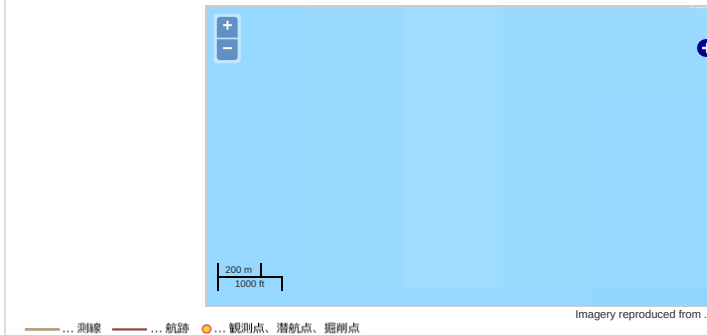 +
−
200 m
1000 ft
Imagery reproduced from .
... 測線 ... 航跡 ... 観測点、潜航点、掘削点